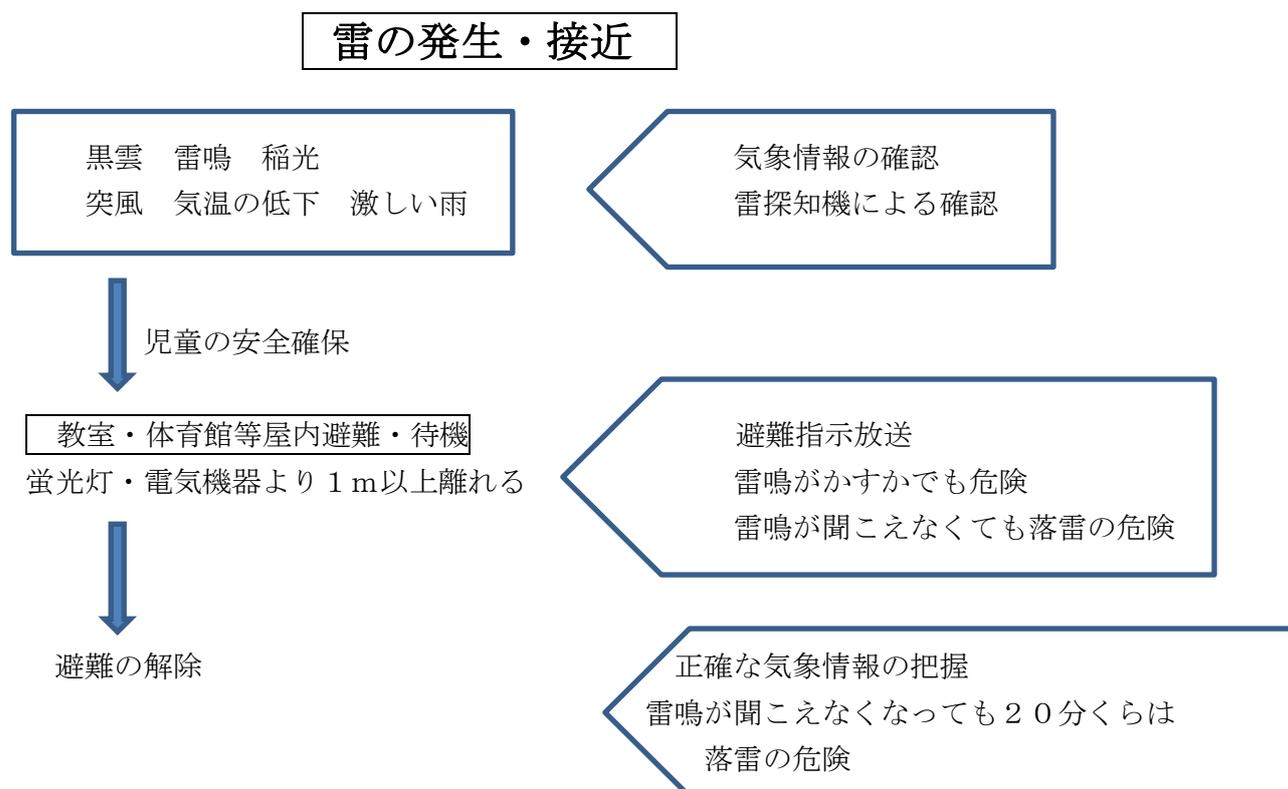 雷の発生・接近
黒雲　雷鳴　稲光
突風　気温の低下　激しい雨
気象情報の確認
雷探知機による確認
児童の安全確保
教室・体育館等屋内避難・待機
蛍光灯・電気機器より１ｍ以上離れる
避難指示放送
雷鳴がかすかでも危険
雷鳴が聞こえなくても落雷の危険
避難の解除
正確な気象情報の把握
雷鳴が聞こえなくなっても２０分くらは
落雷の危険